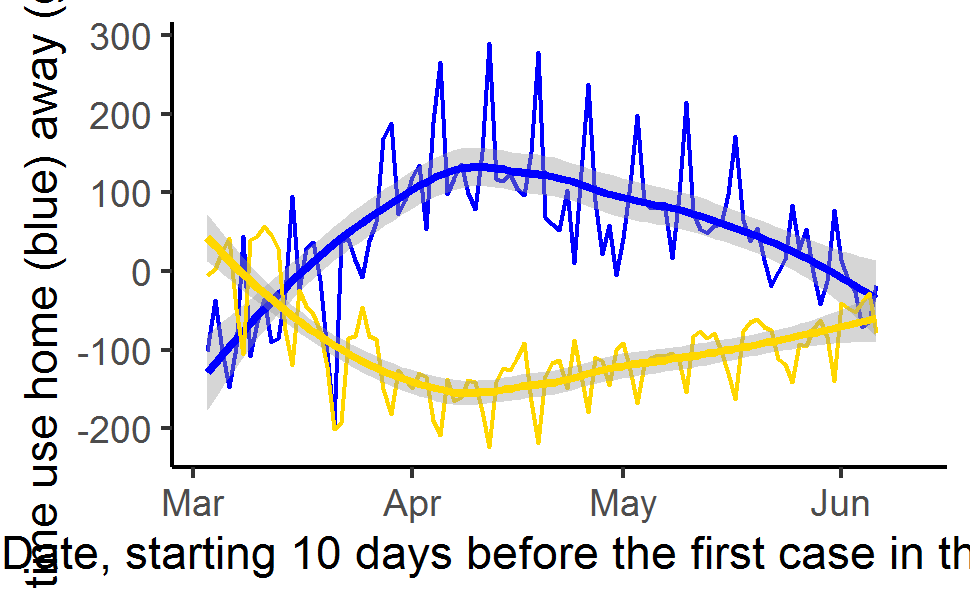 time use home (blue) away (
300
200
100
0
-100
-200
Mar Apr May Jun
Date, starting 10 days before the first case in th